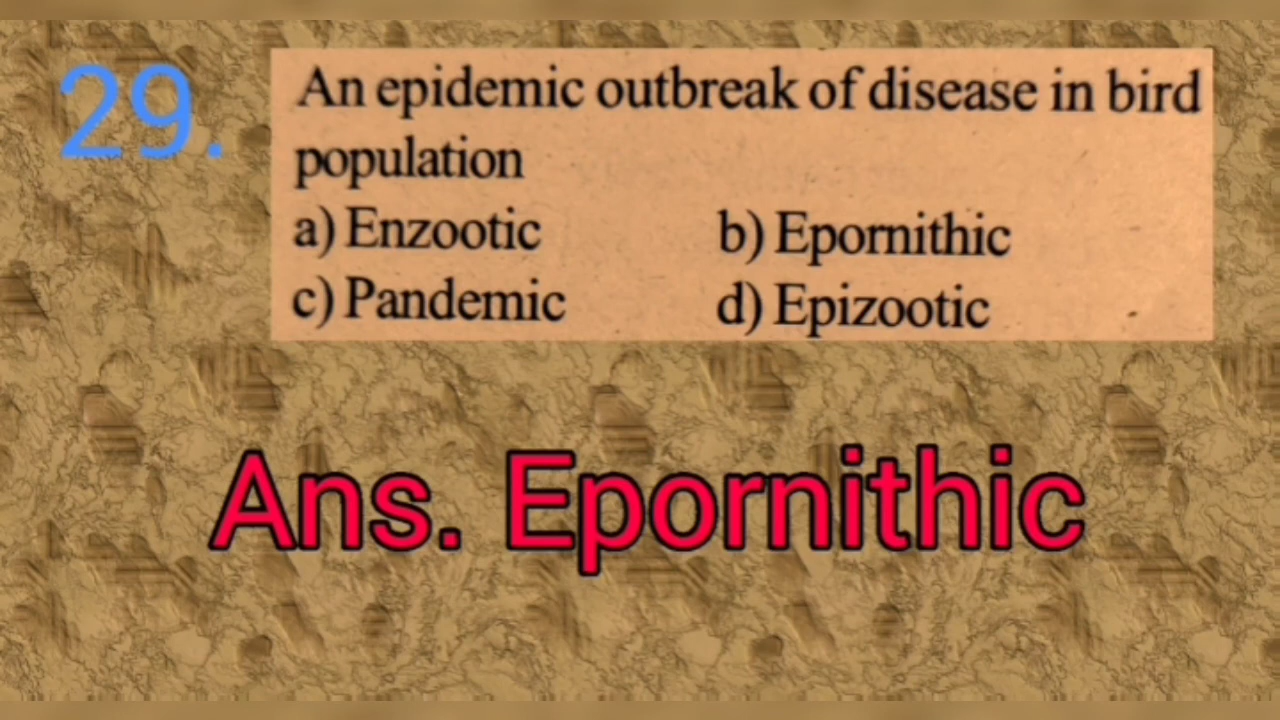 29.
An epidemic outbreak of disease in bird
population
a) Enzootic b) Epornithic
c) Pandemic d) Epizootic
Ans. Epornithic